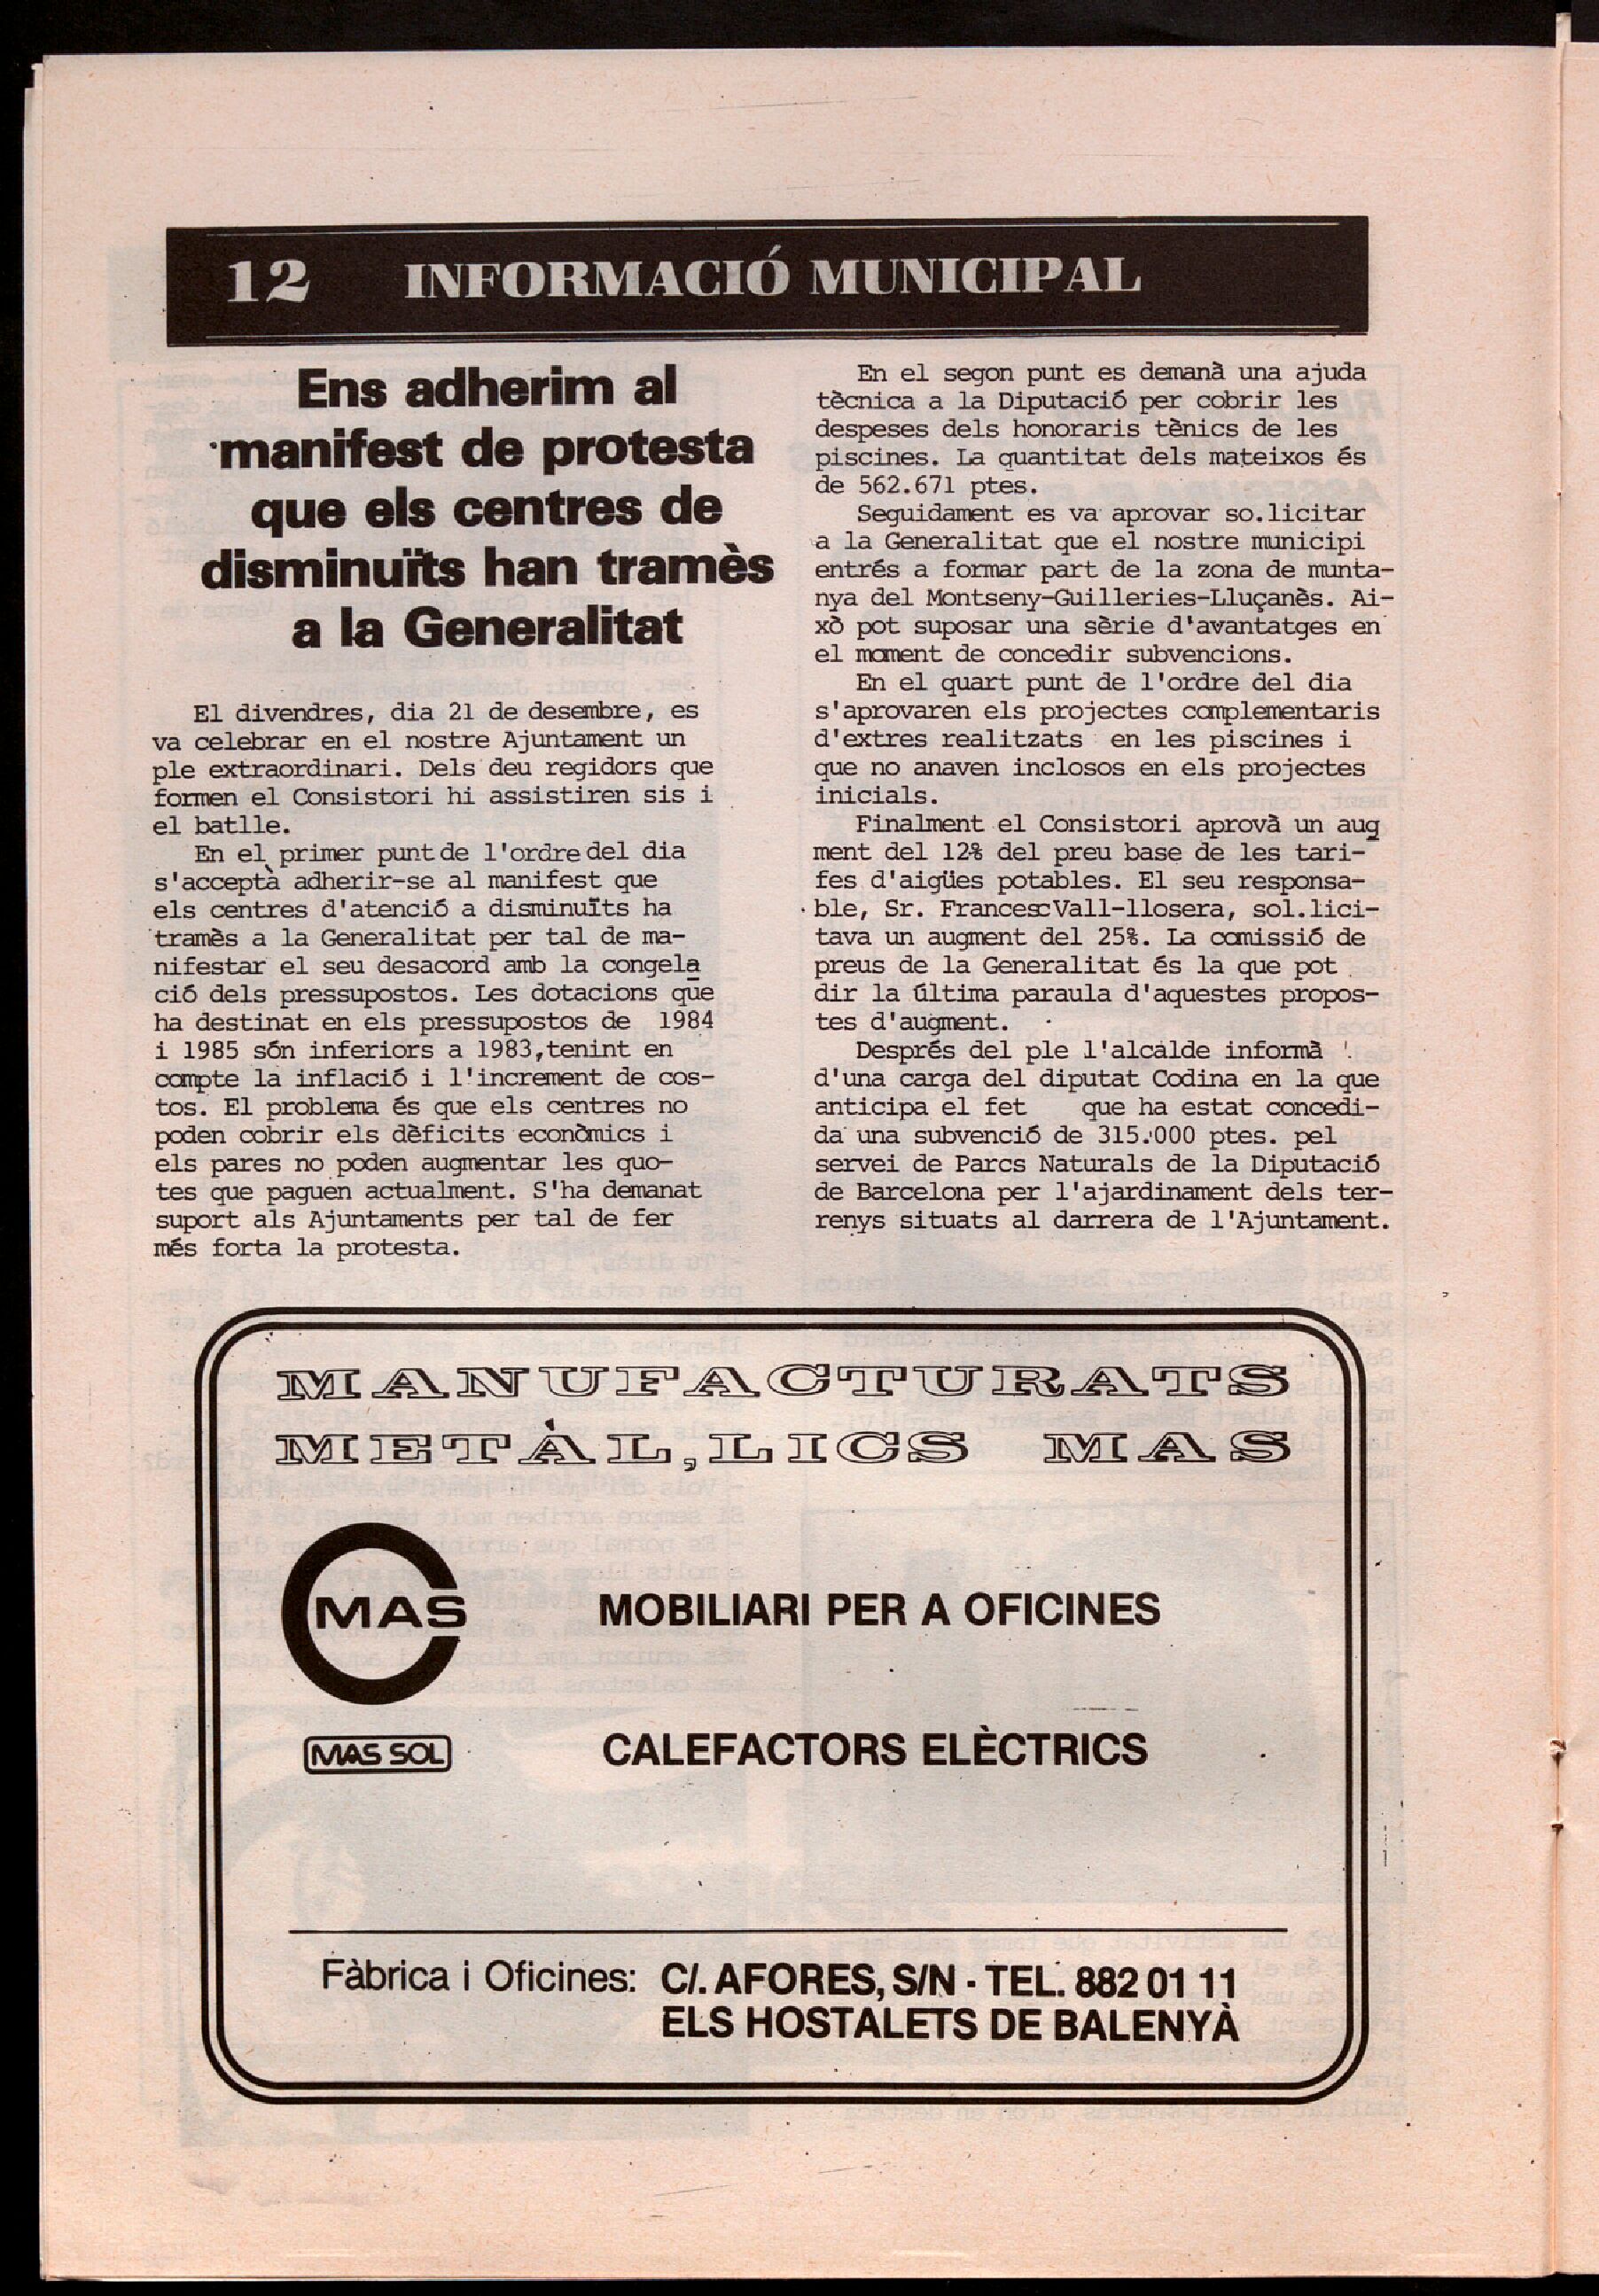 12 INFORMACIÓ MUNICIPAL
Ens adherim al
manifest de protesta
que els centres de
disminuïts han tramès
a la Generalitat
El divendres, dia 21 de desembre, es
va celebrar en el nostre Ajuntament un
ple extraordinari. Dels deu regidors que
formen el Consistori hi assistiren sis i
el batlle.
En el primer punt de l'ordre del dia
s'acceptà adherir-se al manifest que
els centres d'atenció a disminuïts ha
tramès a la Generalitat per tal de ma-
nifestar el seu desacord amb la congela
ció dels pressupostos. Les dotacions que
ha destinat en els pressupostos de 1984
i 1985 són inferiors a 1983,tenint en
compte la inflació i l'increment de cos-
tos. El problema és que els centres no
poden cobrir els dèficits econòmics i
els pares no poden augmentar les quo-
tes que paguen actualment. S'ha demanat
suport als Ajuntaments per tal de fer
més forta la protesta.
En el segon punt es demanà una ajuda
tècnica a la Diputació per cobrir les
despeses dels honoraris tènics de les
piscines. La quantitat dels mateixos és
de 562.671 ptes.
Seguidament es va aprovar so.licitar
a la Generalitat que el nostre municipi
entrés a formar part de la zona de munta-
nya del Montseny-Guilleries-Lluçanès. Ai-
xò pot suposar una sèrie d'avantatges en
el moment de concedir subvencions.
En el quart punt de l'ordre del dia
s'aprovaren els projectes complementaris
d'extres realitzats en les piscines i
que no anaven inclosos en els projectes
inicials.
Finalment el Consistori aprovà un aug
ment del 12% del preu base de les tari-
fes d'aigües potables. El seu responsa-
ble, Sr. Francesc Vall-llosera, sol.lici-
tava un augment del 25%. La comissió de
preus de la Generalitat és la que pot
dir la última paraula d'aquestes propos-
tes d'augment.
Després del ple l'alcalde informà
d'una carga del diputat Codina en la que
anticipa el fet que ha estat concedi-
da una subvenció de 315.000 ptes. pel
servei de Parcs Naturals de la Diputació
de Barcelona per l'ajardinament dels ter-
renys situats al darrera de l'Ajuntament.
MANUFACTURATS
METÀL,LICS MAS
MAS
MOBILIARI PER A OFICINES
MAS SOL
CALEFACTORS ELÈCTRICS
Fàbrica i Oficines: C/. AFORES, S/N - TEL. 882 01 11
ELS HOSTALETS DE BALENYÀ